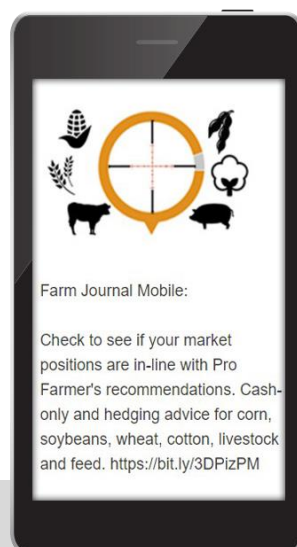 Farm Journal Mobile:
Check to see if your market
positions are in-line with Pro
Farmer's recommendations. Cash-
only and hedging advice for corn,
soybeans, wheat, cotton, livestock
and feed. https://bit.ly/3DPizPM